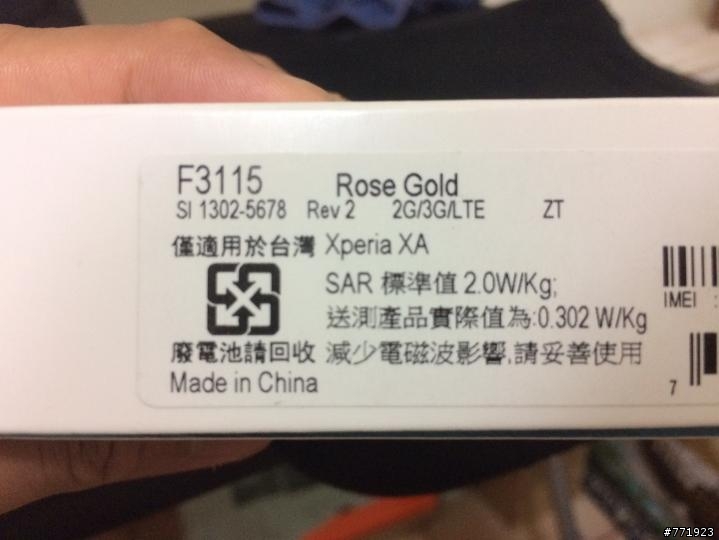 F3115 Rose Gold
SI 1302-5678 Rev 2 2G/3G/LTE ZT
僅適用於台灣 Xperia XA
SAR 標準值 2.0W/Kg;
送測產品實際值為:0.302 W/Kg
廢電池請回收 減少電磁波影響,請妥善使用
Made in China
IMEI :
7
#771923